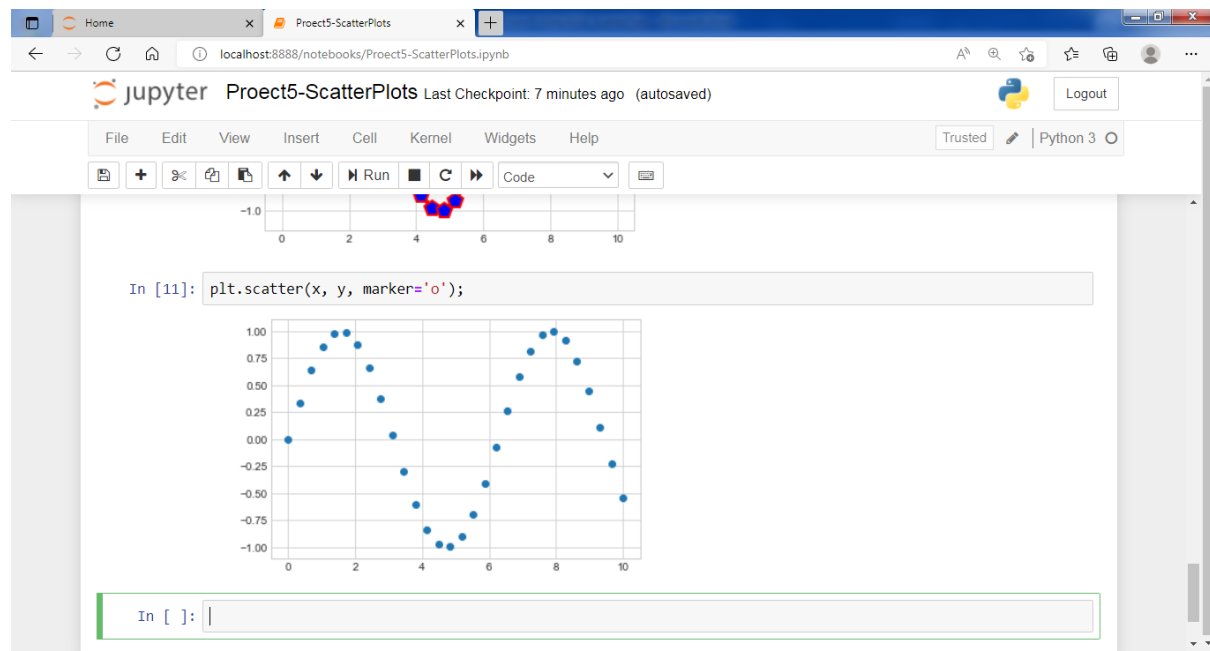 Home × Proect5-ScatterPlots × +
localhost:8888/notebooks/Proect5-ScatterPlots.ipynb
jupyter Proect5-ScatterPlots Last Checkpoint: 7 minutes ago (autosaved) Logout
File Edit View Insert Cell Kernel Widgets Help Trusted Python 3
Run Code
−1.0
0 2 4 6 8 10
In [11]: plt.scatter(x, y, marker='o');
1.00
0.75
0.50
0.25
0.00
−0.25
−0.50
−0.75
−1.00
0 2 4 6 8 10
In [ ]: